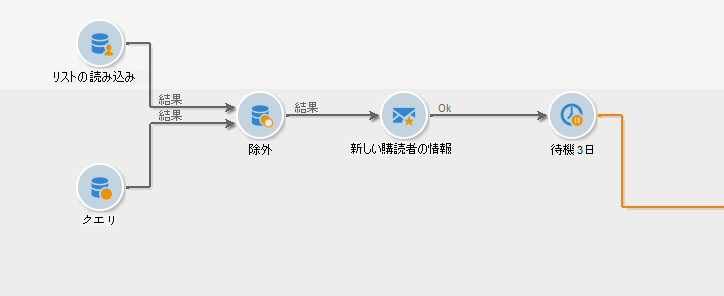 リストの読み込み
結果
結果
結果
Ok
除外
新しい購読者の情報
待機 3日
クエリ